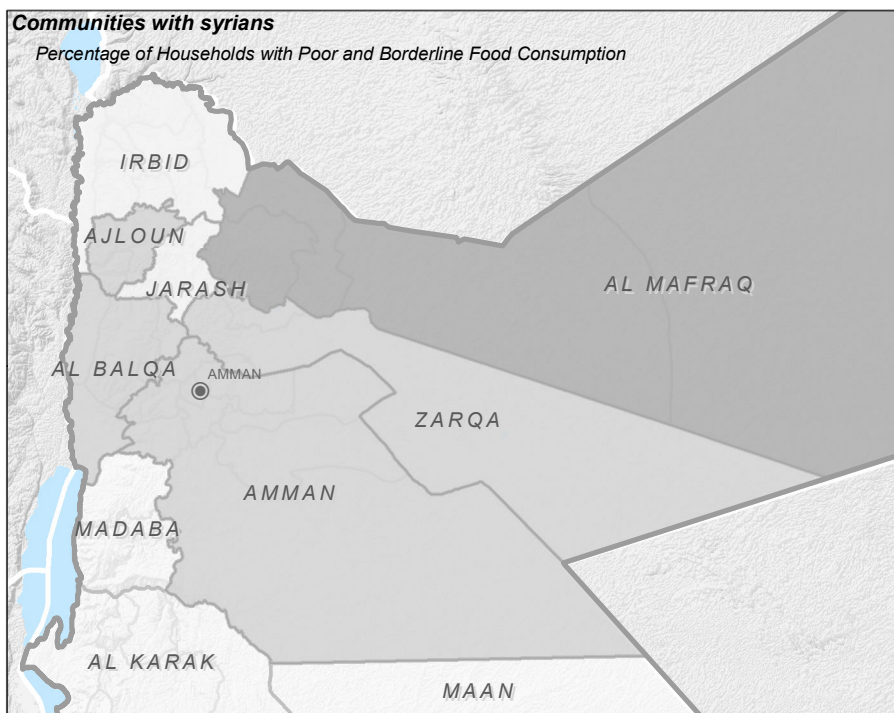 Communities with syrians
Percentage of Households with Poor and Borderline Food Consumption
IRBID
AJLOUN
JARASH
AL MAFRAQ
AL BALQA
AMMAN
ZARQA
AMMAN
MADABA
AL KARAK
MAAN